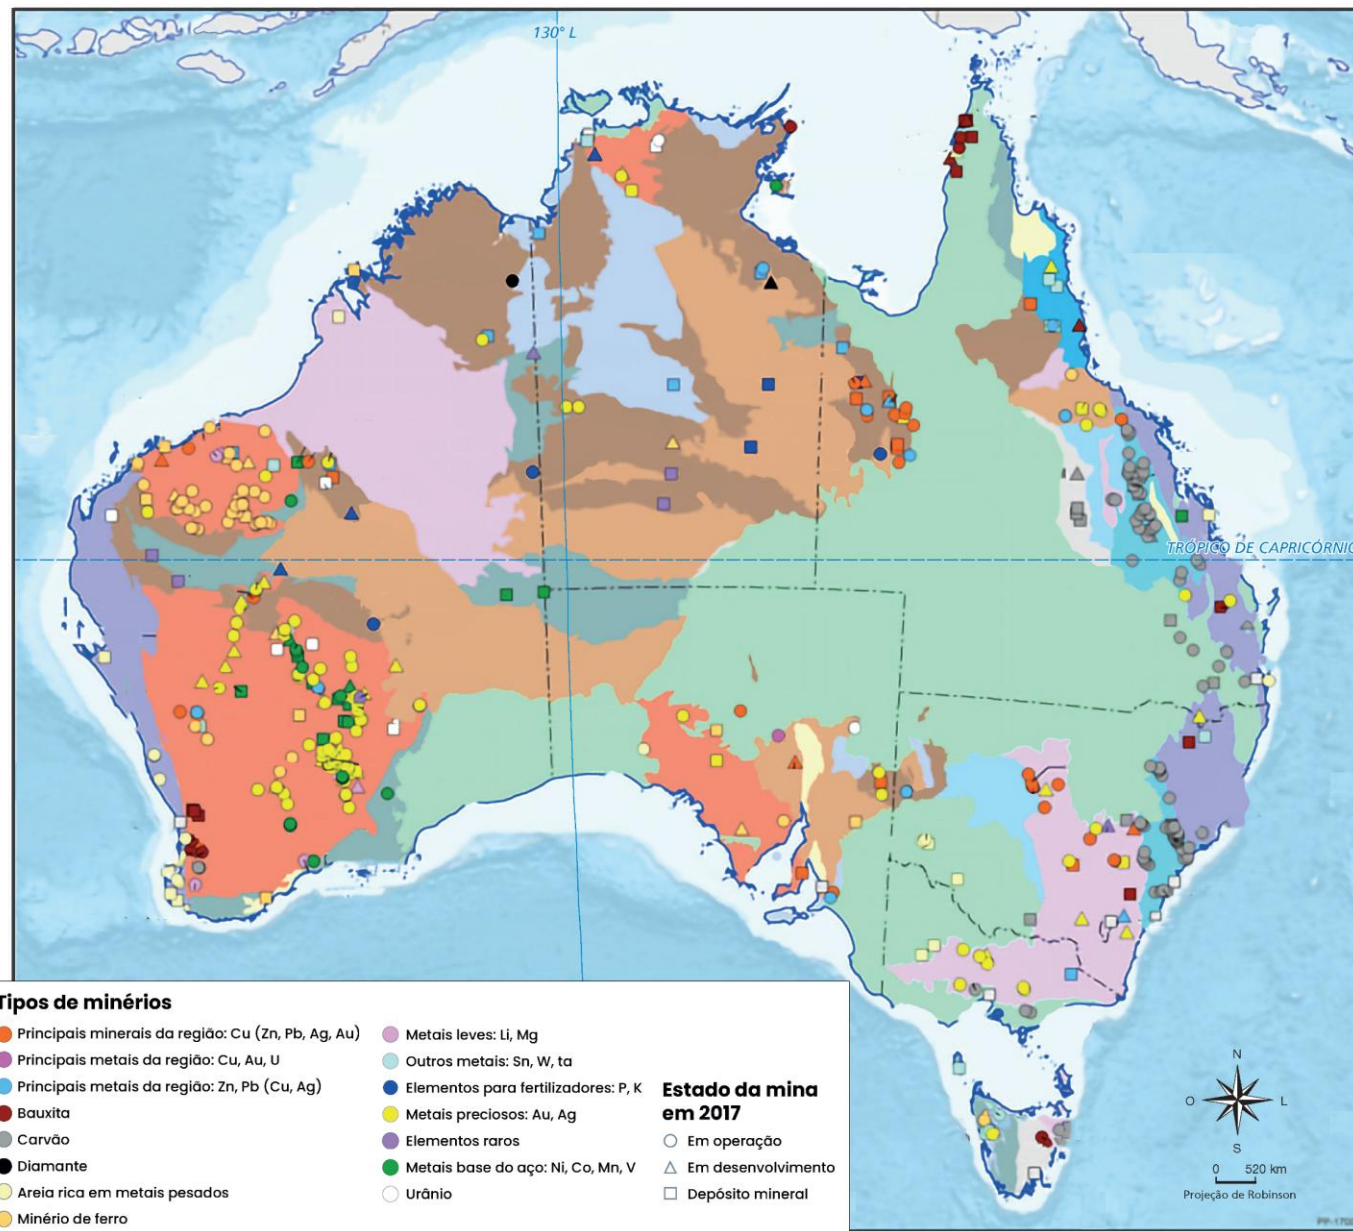 130° L
TRÓPICO DE CAPRICÓRNIO
Tipos de minérios
Principais minerais da região: Cu (Zn, Pb, Ag, Au)
Principais metais da região: Cu, Au, U
Principais metais da região: Zn, Pb (Cu, Ag)
Bauxita
Carvão
Diamante
Areia rica em metais pesados
Minério de ferro
Metais leves: Li, Mg
Outros metais: Sn, W, ta
Elementos para fertilizadores: P, K
Metais preciosos: Au, Ag
Elementos raros
Metais base do aço: Ni, Co, Mn, V
Urânio
Estado da mina
em 2017
Em operação
Em desenvolvimento
Depósito mineral
N
O L
S
0 520 km
Projeção de Robinson